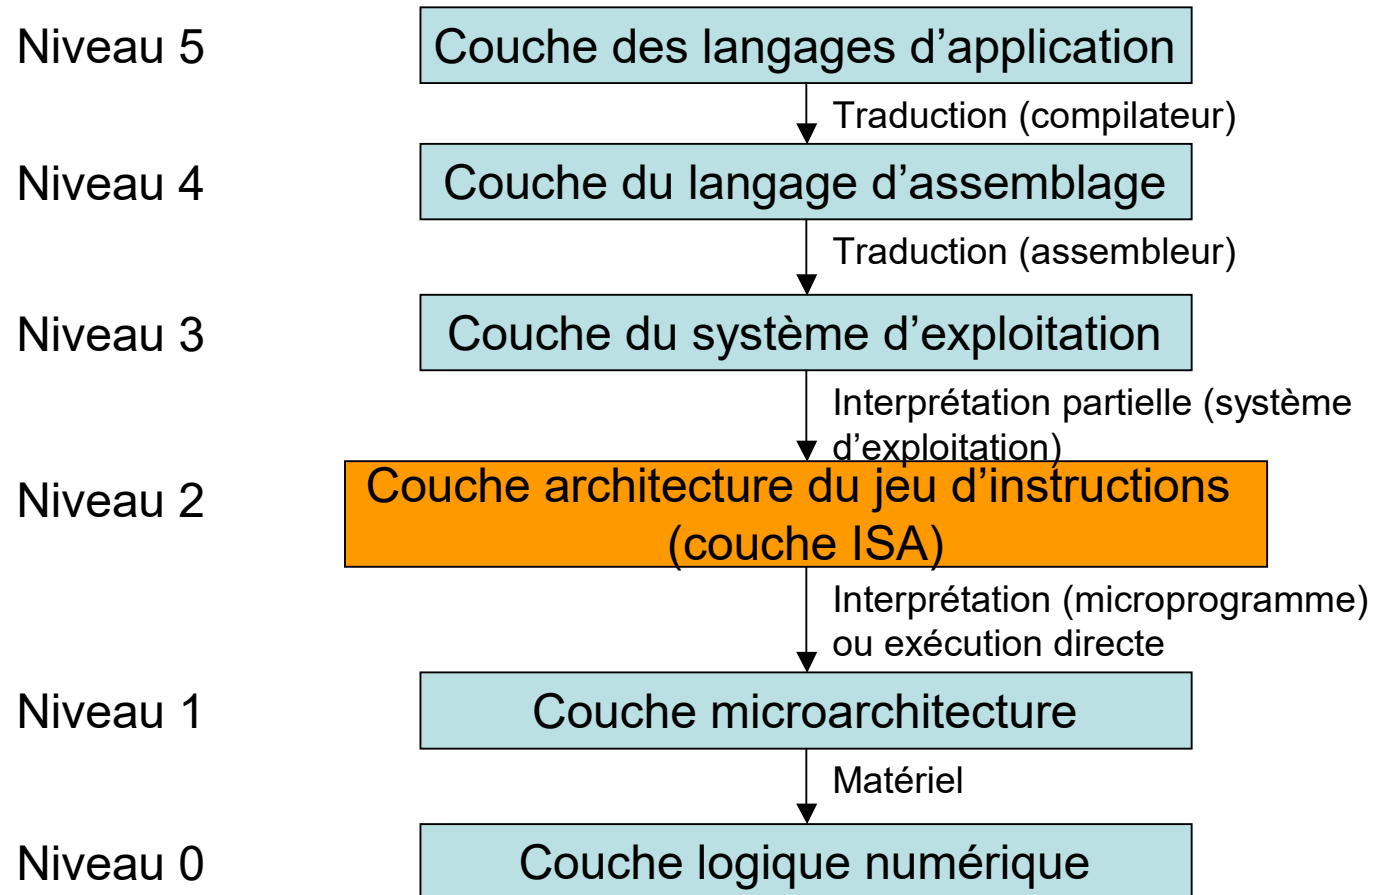 Niveau 5
Couche des langages d’application
Traduction (compilateur)
Niveau 4
Couche du langage d’assemblage
Traduction (assembleur)
Niveau 3
Couche du système d’exploitation
Interprétation partielle (système
d’exploitation)
Niveau 2
Couche architecture du jeu d’instructions
(couche ISA)
Interprétation (microprogramme)
ou exécution directe
Niveau 1
Couche microarchitecture
Matériel
Niveau 0
Couche logique numérique